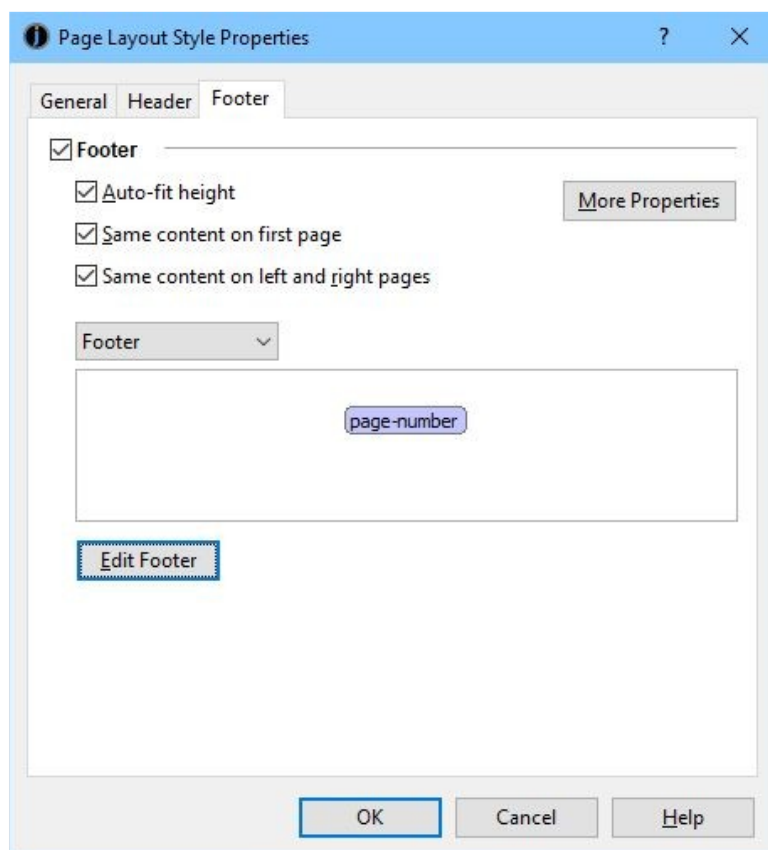 Page Layout Style Properties ? ×
General Header Footer
Footer
Auto-fit height
More Properties
Same content on first page
Same content on left and right pages
Footer
page-number
Edit Footer
OK Cancel Help